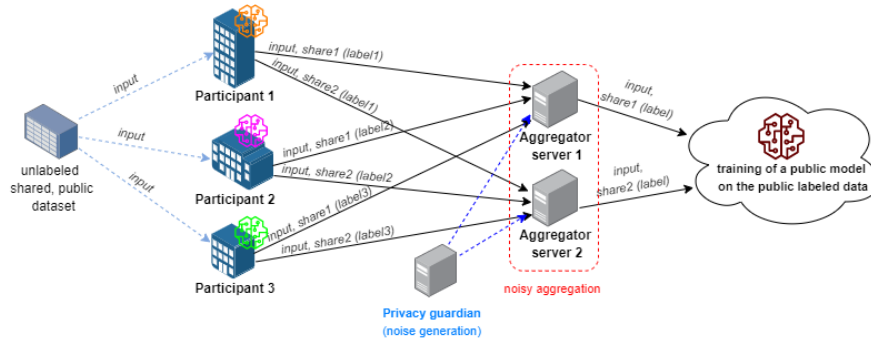 input
input
input
unlabeled
shared, public
dataset
Participant 1
Participant 2
Participant 3
input, share1 (label1)
input, share2 (label1)
input, share1 (label2)
input, share2 (label2
input, share1 (label3)
input, share2 (label3)
Aggregator
server 1
Aggregator
server 2
noisy aggregation
Privacy guardian
(noise generation)
input,
share1 (label)
input,
share2 (label)
training of a public model
on the public labeled data